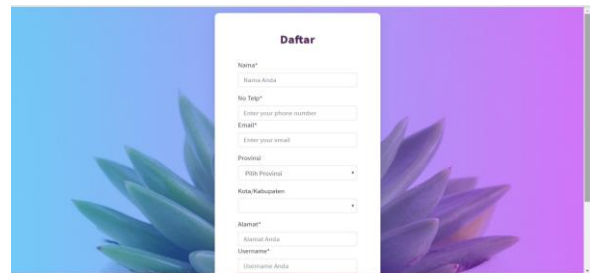 Daftar
Nama*
Nama Anda
No Telp*
Enter your phone number
Email*
Enter your email
Provinsi
Pilih Provinsi
Kota/Kabupaten
Alamat*
Alamat Anda
Username*
Username Anda